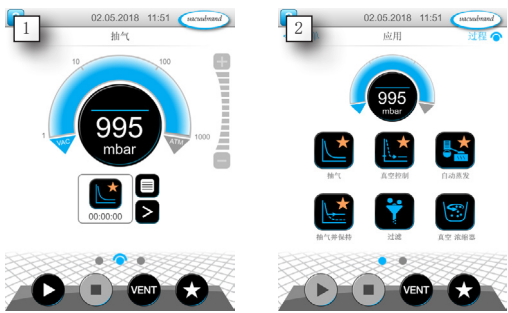 1
02.05.2018 11:51 vacuubrand
抽气
10
100
1
1000
VAC
ATM
995
mbar
00:00:00
VENT
2
02.05.2018 11:51 vacuubrand
应用
过程
995
mbar
抽气
真空控制
自动蒸发
抽气并保持
过滤
真空 浓缩器
VENT